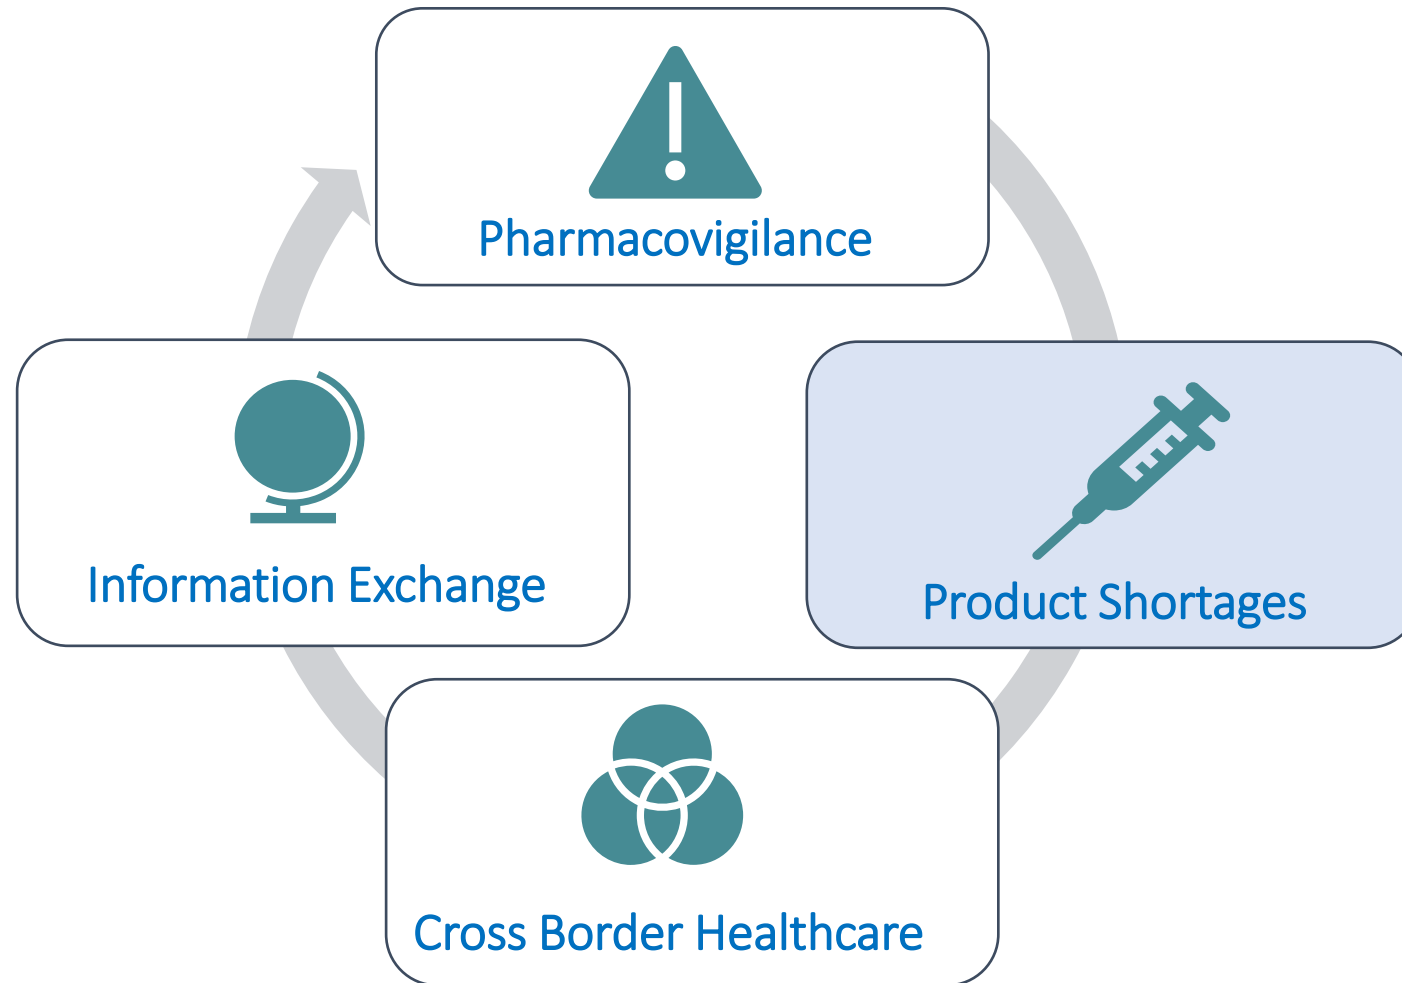 Pharmacovigilance
Information Exchange
Product Shortages
Cross Border Healthcare